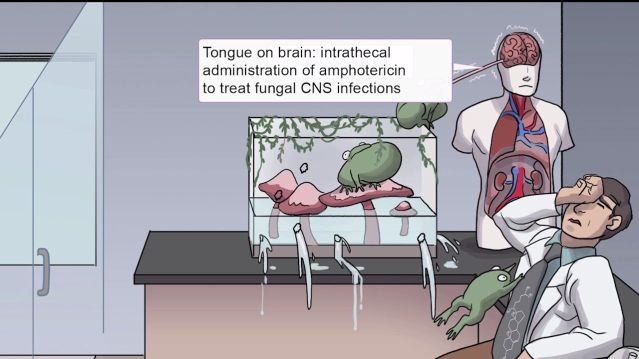 Tongue on brain: intrathecal
administration of amphotericin
to treat fungal CNS infections